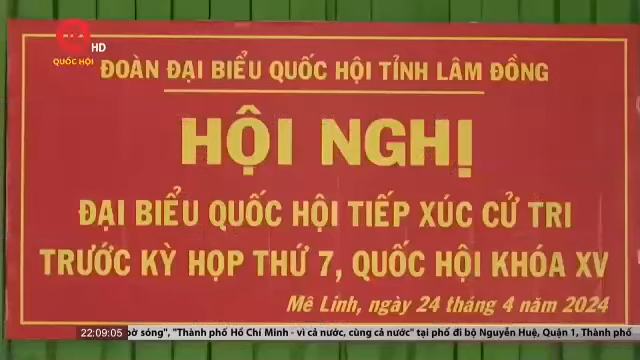 HD
QUỐC HỘI
ĐOÀN ĐẠI BIỂU QUỐC HỘI TỈNH LÂM ĐỒNG
HỘI NGHỊ
ĐẠI BIỂU QUỐC HỘI TIẾP XÚC CỬ TRI
TRƯỚC KỲ HỌP THỨ 7, QUỐC HỘI KHÓA XV
Mê Linh, ngày 24 tháng 4 năm 2024
22:09:05 bờ sóng", "Thành phố Hồ Chí Minh - vì cả nước, cùng cả nước" tại phố đi bộ Nguyễn Huệ, Quận 1, Thành phố